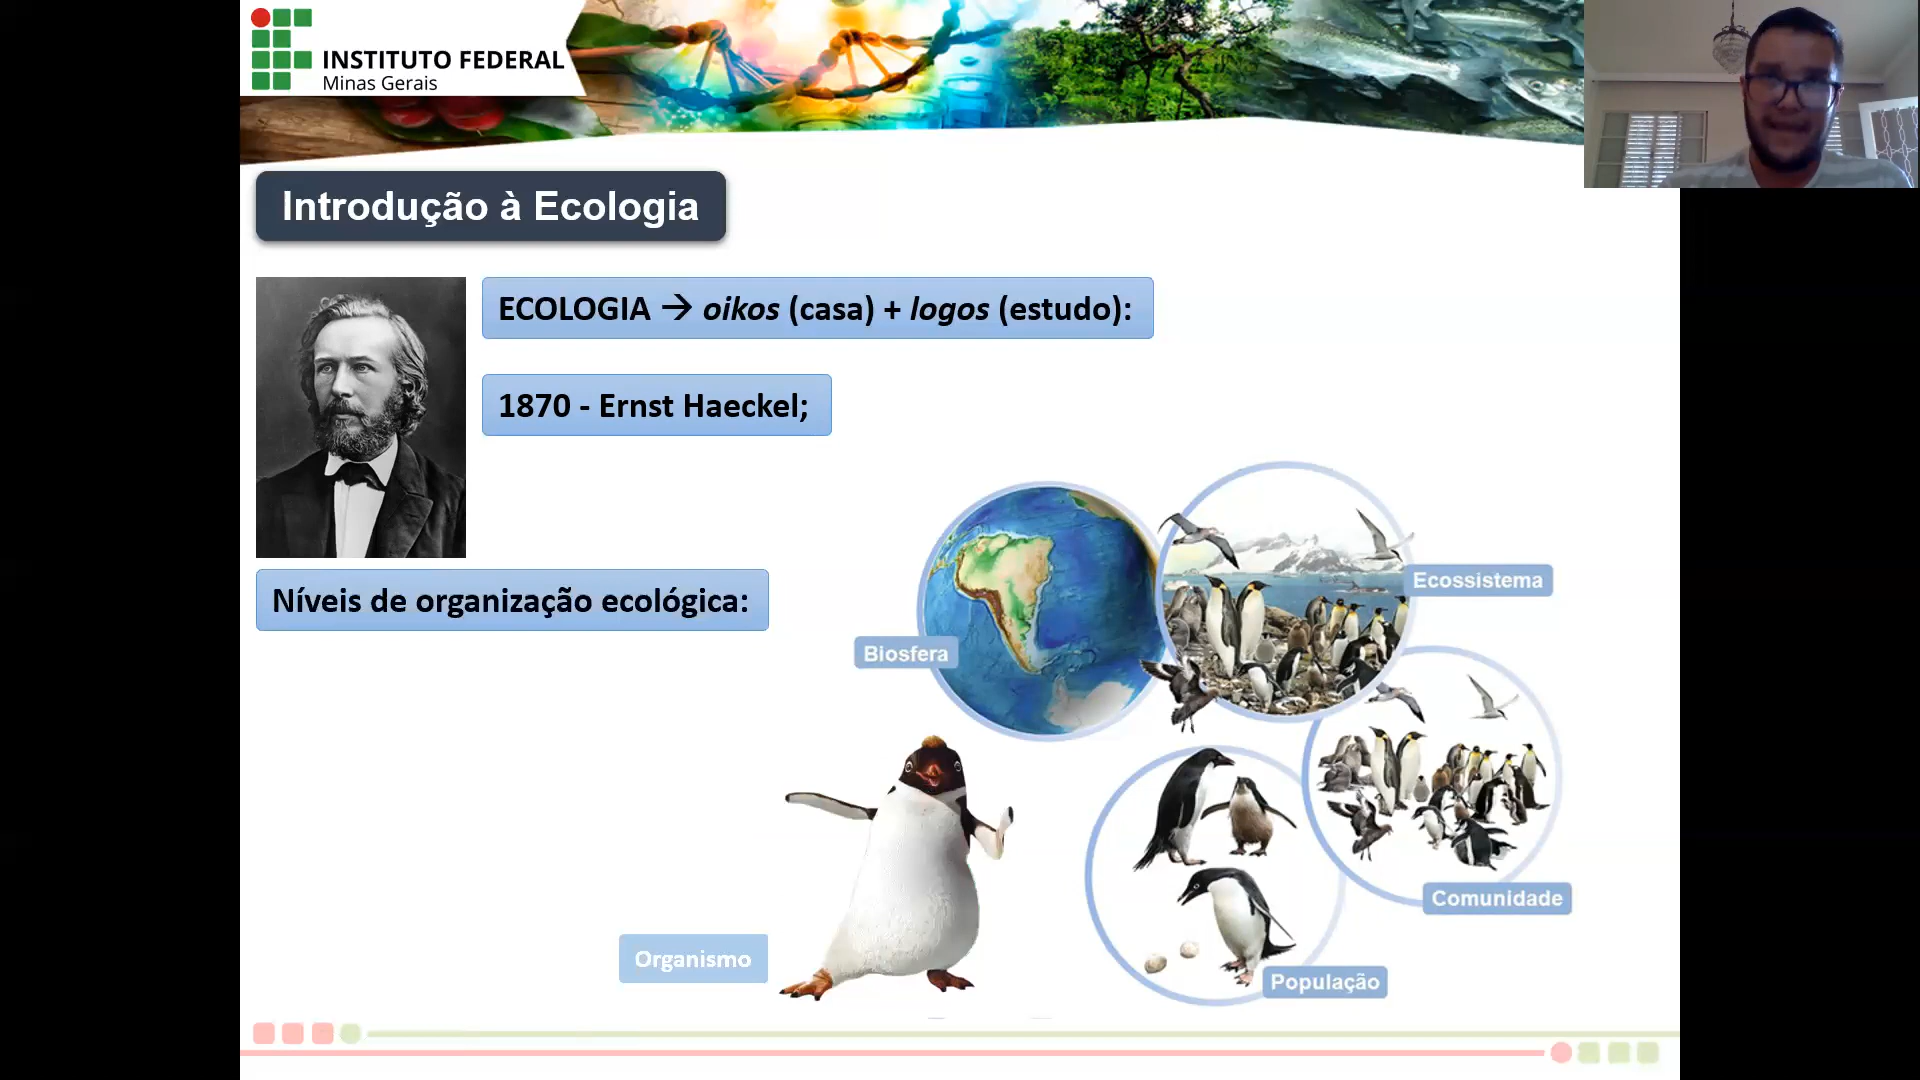 INSTITUTO FEDERAL
Minas Gerais
Introdução à Ecologia
ECOLOGIA → oikos (casa) + logos (estudo):
1870 - Ernst Haeckel;
Níveis de organização ecológica:
Ecossistema
Biosfera
Comunidade
Organismo
População